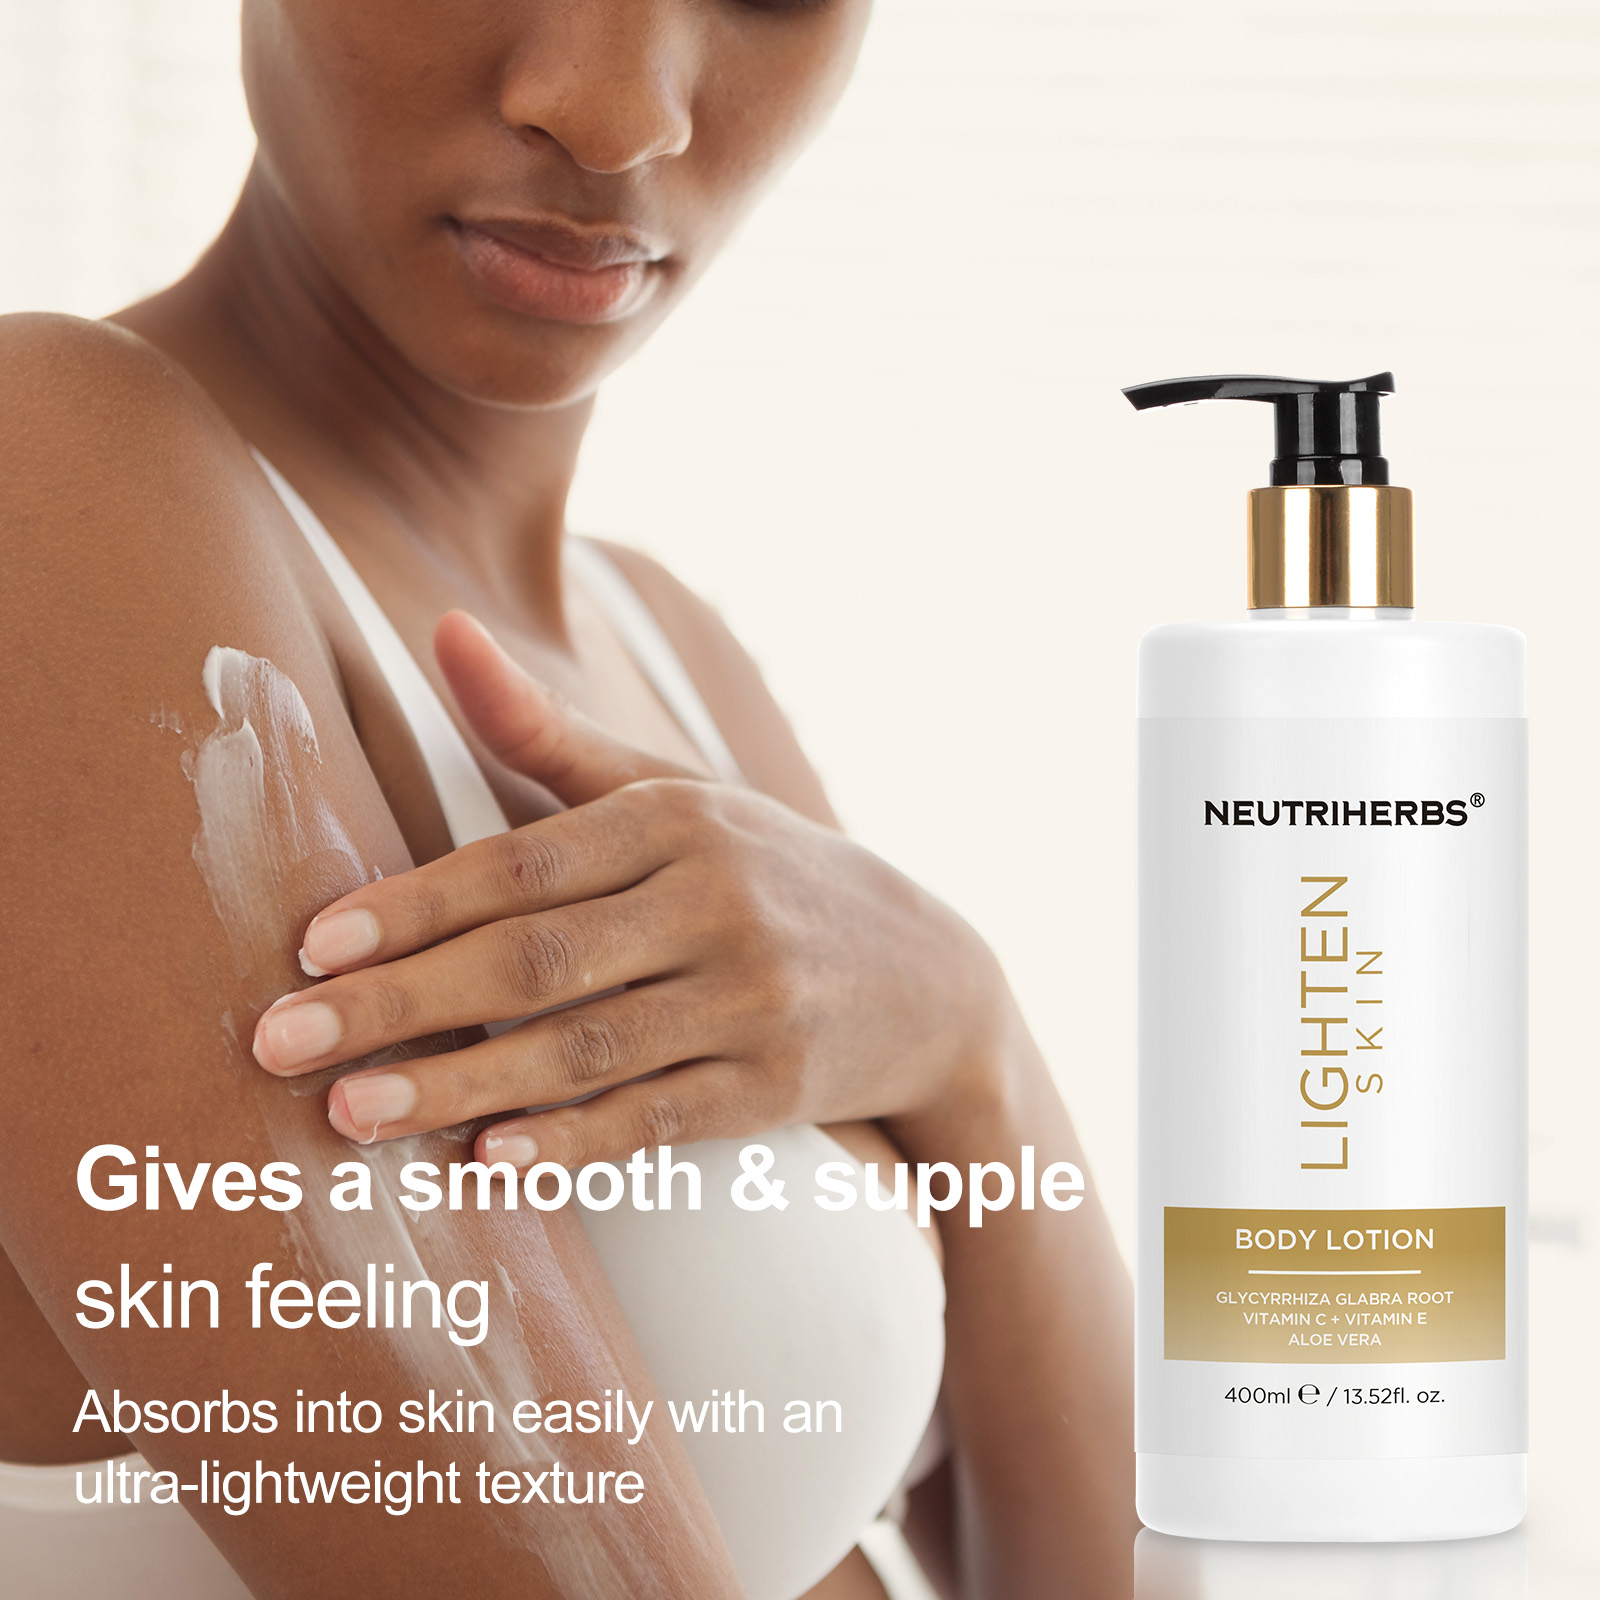 NEUTRIHERBS®
LIGHTEN
SKIN
BODY LOTION
GLYCYRRHIZA GLABRA ROOT
VITAMIN C + VITAMIN E
ALOE VERA
400ml ℮ / 13.52fl. oz.
Gives a smooth & supple
skin feeling
Absorbs into skin easily with an
ultra-lightweight texture